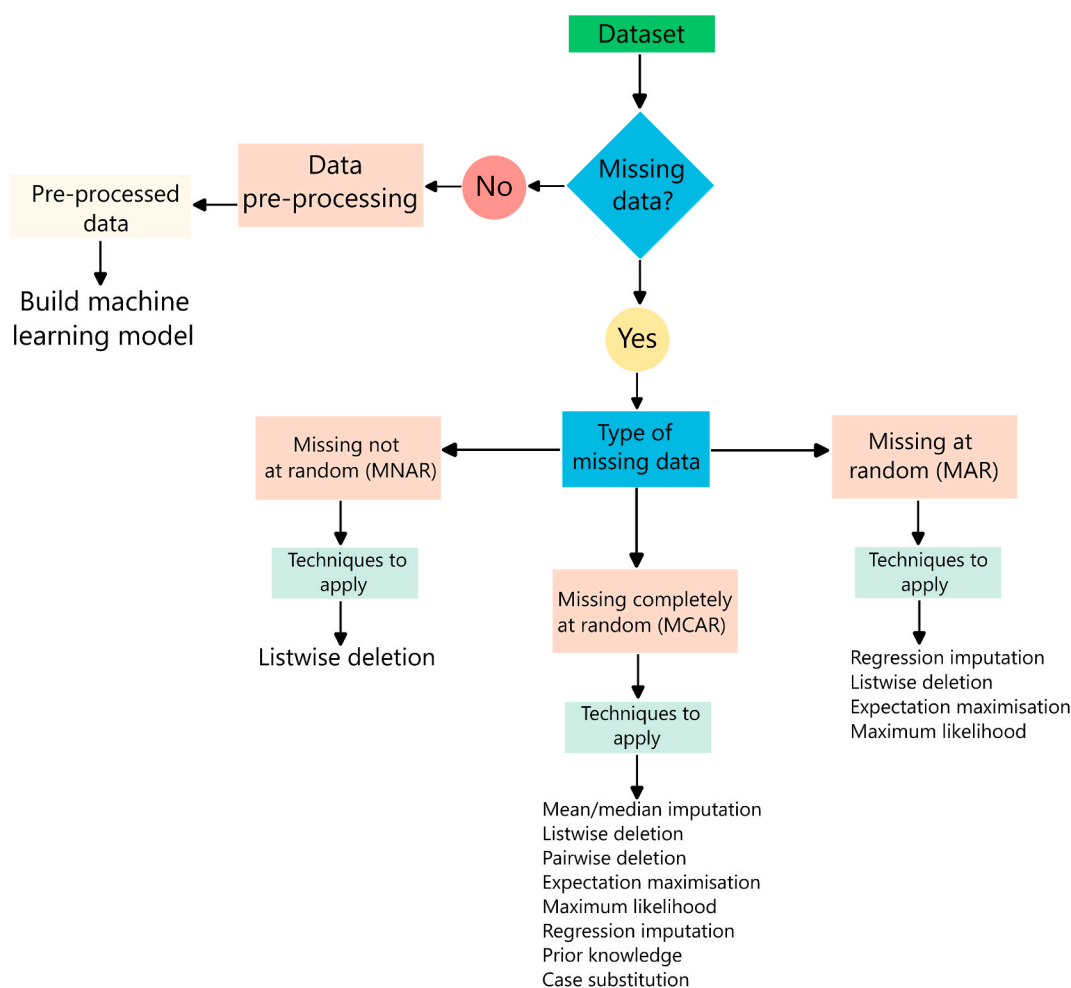 Dataset
Missing
data?
No
Data
pre-processing
Pre-processed
data
Build machine
learning model
Yes
Type of
missing data
Missing not
at random (MNAR)
Techniques to
apply
Listwise deletion
Missing completely
at random (MCAR)
Techniques to
apply
Mean/median imputation
Listwise deletion
Pairwise deletion
Expectation maximisation
Maximum likelihood
Regression imputation
Prior knowledge
Case substitution
Missing at
random (MAR)
Techniques to
apply
Regression imputation
Listwise deletion
Expectation maximisation
Maximum likelihood